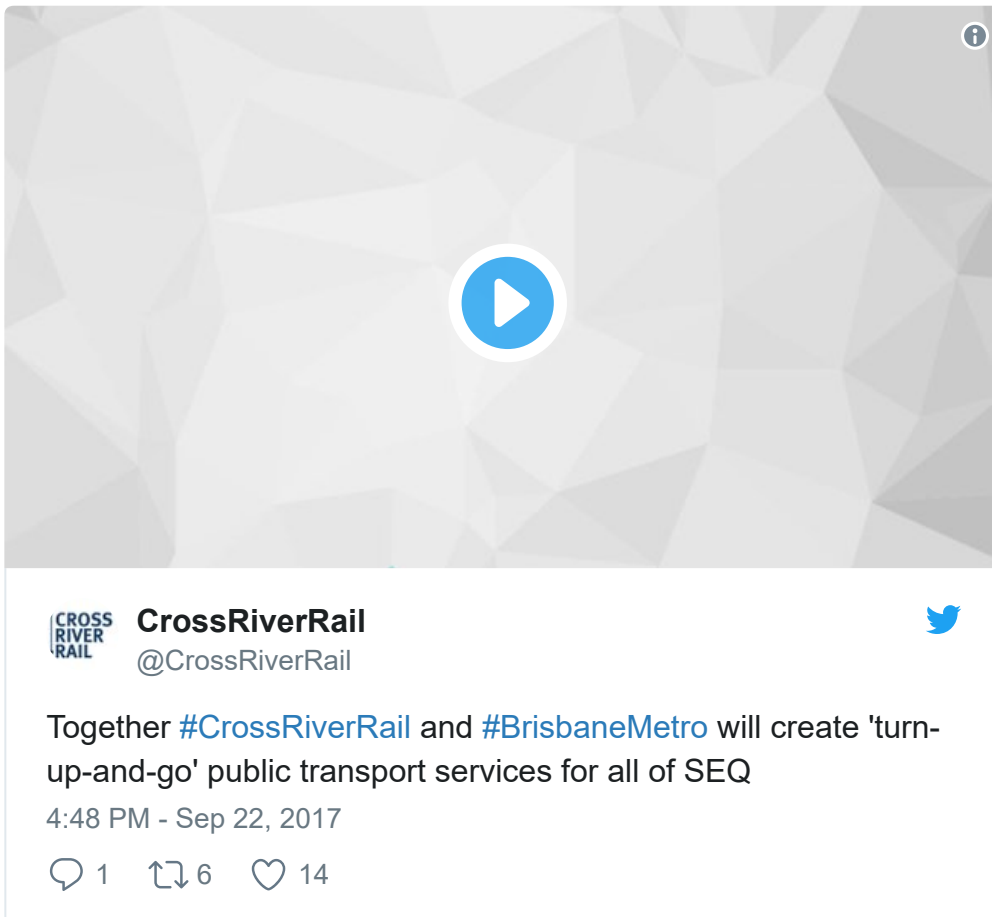 CROSS
RIVER
RAIL
CrossRiverRail
@CrossRiverRail
Together #CrossRiverRail and #BrisbaneMetro will create 'turn-
up-and-go' public transport services for all of SEQ
4:48 PM - Sep 22, 2017
1 6 14